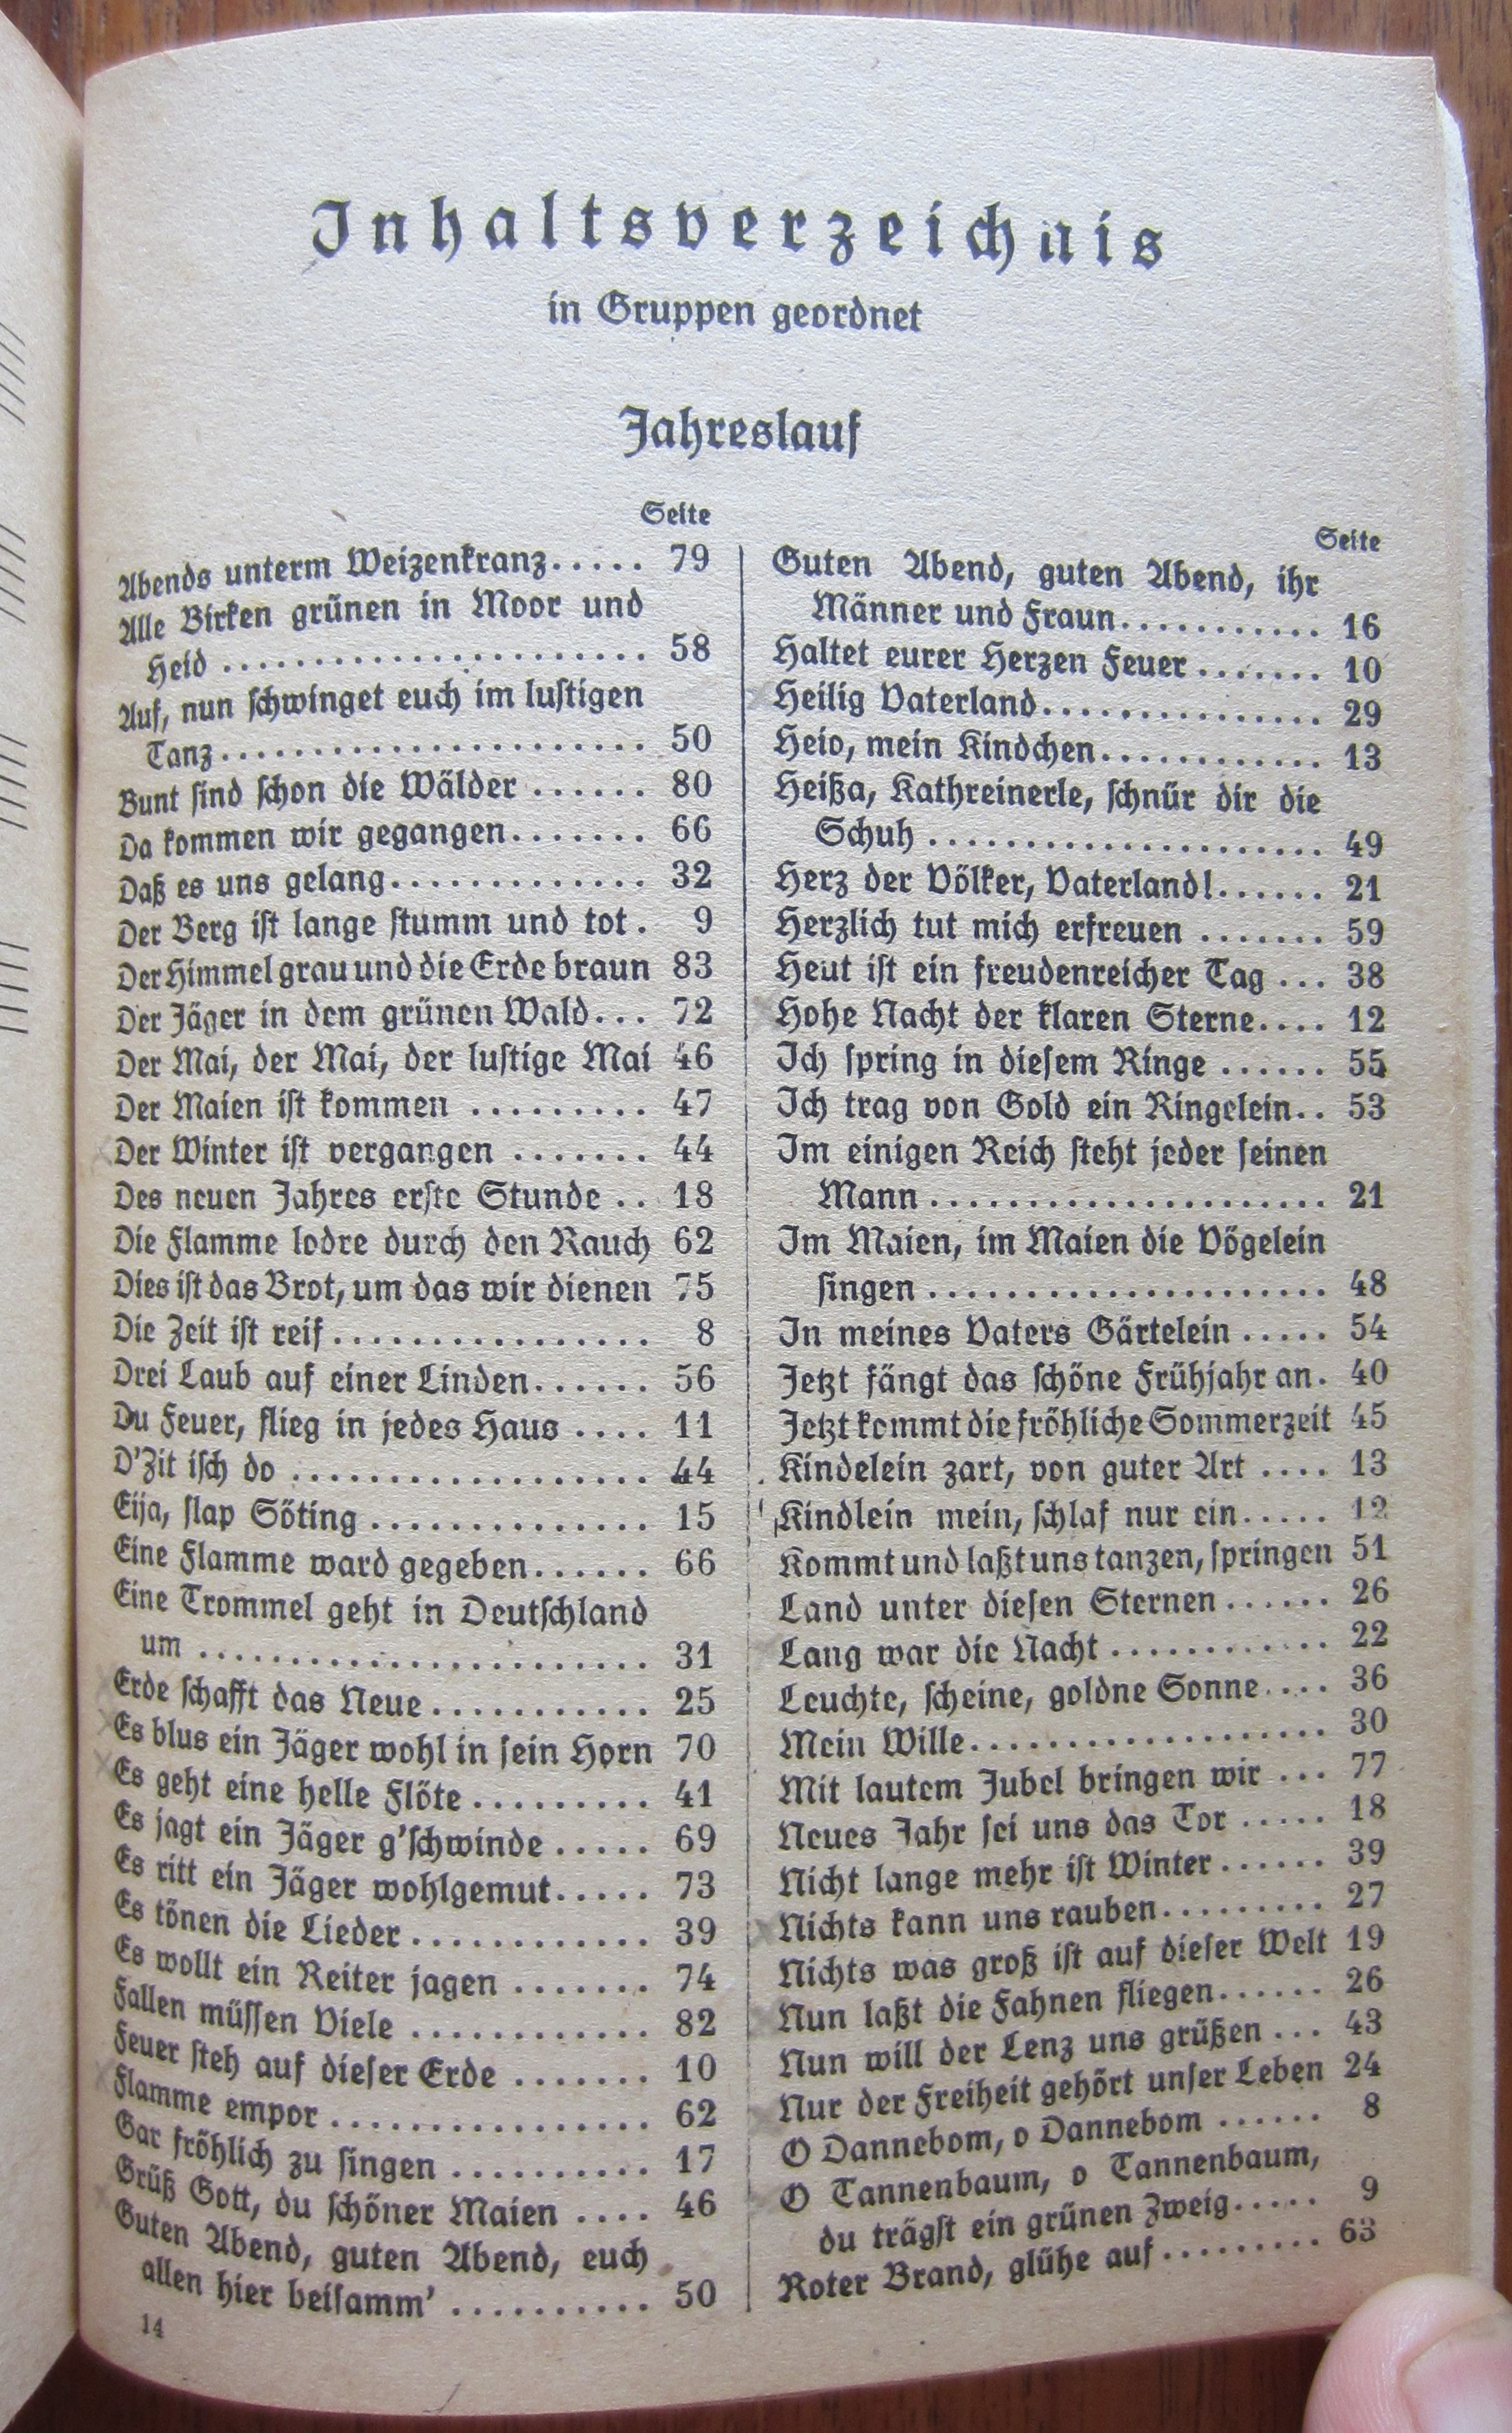 Inhaltsverzeichnis
in Gruppen geordnet
Jahreslauf
Seite
Abends unterm Weizenkranz..... 79
Alle Birken grünen in Moor und
Heid ....................... 58
Auf, nun schwinget euch im lustigen
Tanz....................... 50
Bunt sind schon die Wälder ...... 80
Da kommen wir gegangen....... 66
Daß es uns gelang.............. 32
Der Berg ist lange stumm und tot. 9
Der Himmel grau und die Erde braun 83
Der Jäger in dem grünen Wald... 72
Der Mai, der Mai, der lustige Mai 46
Der Maien ist kommen .......... 47
Der Winter ist vergangen ....... 44
Des neuen Jahres erste Stunde .. 18
Die Flamme lodre durch den Rauch 62
Dies ist das Brot, um das wir dienen 75
Die Zeit ist reif................. 8
Drei Laub auf einer Linden...... 56
Du Feuer, flieg in jedes Haus .... 11
D'Zit isch do .................... 44
Eija, slap Söting ............... 15
Eine Flamme ward gegeben...... 66
Eine Trommel geht in Deutschland
um ........................ 31
Erde schafft das Neue............ 25
Es blus ein Jäger wohl in sein Horn 70
Es geht eine helle Flöte.......... 41
Es jagt ein Jäger g'schwinde ..... 69
Es ritt ein Jäger wohlgemut..... 73
Es tönen die Lieder ............. 39
Es wollt ein Reiter jagen ....... 74
Fallen müssen Viele ............. 82
Feuer steh auf dieser Erde ....... 10
Flamme empor ................. 62
Gar fröhlich zu singen .......... 17
Grüß Gott, du schöner Maien .... 46
Guten Abend, guten Abend, euch
allen hier beisamm' .......... 50
14
Seite
Guten Abend, guten Abend, ihr
Männer und Fraun........... 16
Haltet eurer Herzen Feuer ....... 10
Heilig Vaterland................ 29
Heio, mein Kindchen............ 13
Heißa, Kathreinerle, schnür dir die
Schuh ...................... 49
Herz der Völker, Vaterland!...... 21
Herzlich tut mich erfreuen ....... 59
Heut ist ein freudenreicher Tag ... 38
Hohe Nacht der klaren Sterne.... 12
Ich spring in diesem Ringe ...... 55
Ich trag von Gold ein Ringelein.. 53
Im einigen Reich steht jeder seinen
Mann...................... 21
Im Maien, im Maien die Vögelein
singen ...................... 48
In meines Vaters Gärtelein ..... 54
Jetzt fängt das schöne Frühjahr an. 40
Jetzt kommt die fröhliche Sommerzeit 45
Kindelein zart, von guter Art .... 13
Kindlein mein, schlaf nur ein..... 12
Kommt und laßt uns tanzen, springen 51
Land unter diesen Sternen ...... 26
Lang war die Nacht ............ 22
Leuchte, scheine, goldne Sonne.... 36
Mein Wille.................... 30
Mit lautem Jubel bringen wir ... 77
Neues Jahr sei uns das Tor ..... 18
Nicht lange mehr ist Winter...... 39
Nichts kann uns rauben......... 27
Nichts was groß ist auf dieser Welt 19
Nun laßt die Fahnen fliegen...... 26
Nun will der Lenz uns grüßen ... 43
Nur der Freiheit gehört unser Leben 24
O Dannebom, o Dannebom ...... 8
O Tannenbaum, o Tannenbaum,
du trägst ein grünen Zweig..... 9
Roter Brand, glühe auf......... 63